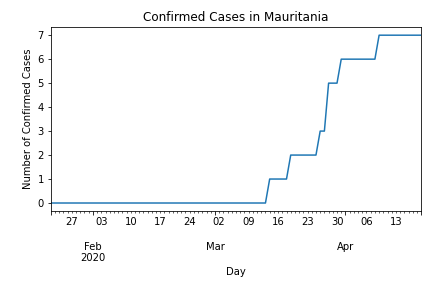 Confirmed Cases in Mauritania
Number of Confirmed Cases
7
6
5
4
3
2
1
0
27 03 10 17 24 02 09 16 23 30 06 13
Feb Mar Apr
2020
Day